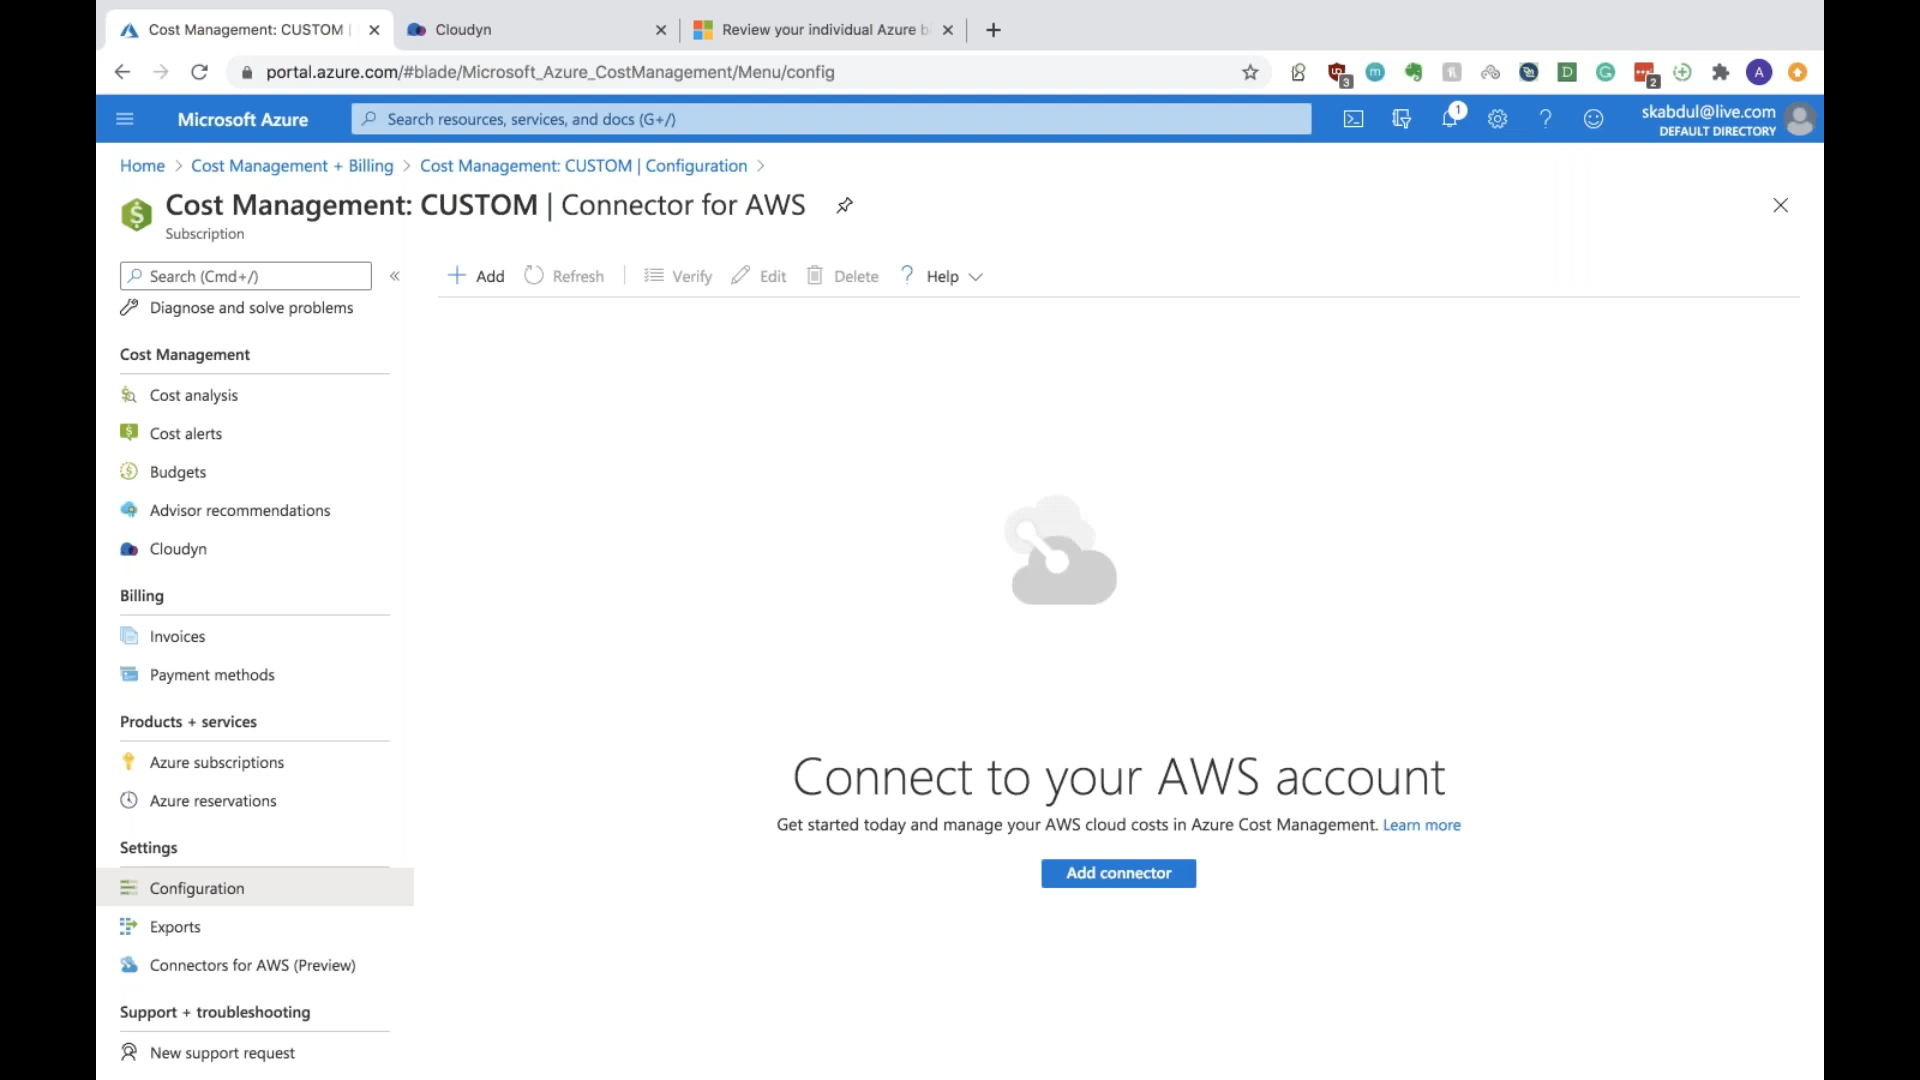 Cost Management: CUSTOM |
Cloudyn
Review your individual Azure b
portal.azure.com/#blade/Microsoft_Azure_CostManagement/Menu/config
3
m
D
G
2
A
Microsoft Azure
Search resources, services, and docs (G+/)
1
skabdul@live.com
DEFAULT DIRECTORY
Home > Cost Management + Billing > Cost Management: CUSTOM | Configuration >
Cost Management: CUSTOM | Connector for AWS
Subscription
Search (Cmd+/)
«
+ Add
Refresh
Verify
Edit
Delete
? Help
Diagnose and solve problems
Cost Management
Cost analysis
Cost alerts
Budgets
Advisor recommendations
Cloudyn
Billing
Invoices
Payment methods
Products + services
Azure subscriptions
Azure reservations
Settings
Configuration
Exports
Connectors for AWS (Preview)
Support + troubleshooting
New support request
Connect to your AWS account
Get started today and manage your AWS cloud costs in Azure Cost Management. Learn more
Add connector